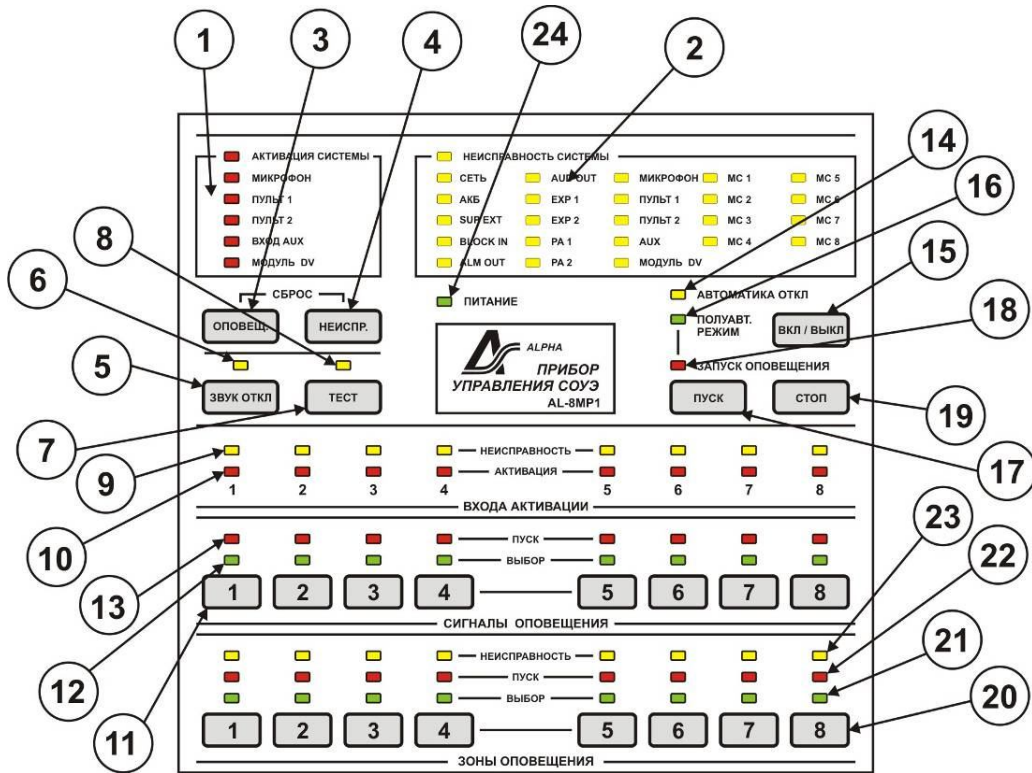 1
3
4
24
2
14
16
15
18
19
17
АКТИВАЦИЯ СИСТЕМЫ
МИКРОФОН
ПУЛЬТ 1
ПУЛЬТ 2
ВХОД AUX
МОДУЛЬ DV
НЕИСПРАВНОСТЬ СИСТЕМЫ
СЕТЬ AUD OUT МИКРОФОН МС 1 МС 5
АКБ EXP 1 ПУЛЬТ 1 МС 2 МС 6
SUP EXT EXP 2 ПУЛЬТ 2 МС 3 МС 7
BLOCK IN PA 1 AUX МС 4 МС 8
ALM OUT PA 2 МОДУЛЬ DV
8
6
5
7
СБРОС
ОПОВЕЩ. НЕИСПР.
ЗВУК ОТКЛ ТЕСТ
ПИТАНИЕ
ALPHA
ПРИБОР
УПРАВЛЕНИЯ СОУЭ
AL-8MP1
АВТОМАТИКА ОТКЛ
ПОЛУАВТ.
РЕЖИМ
ВКЛ / ВЫКЛ
ЗАПУСК ОПОВЕЩЕНИЯ
ПУСК СТОП
9
10
НЕИСПРАВНОСТЬ
АКТИВАЦИЯ
1 2 3 4 5 6 7 8
ВХОДА АКТИВАЦИИ
13
12
11
ПУСК
ВЫБОР
1 2 3 4 5 6 7 8
СИГНАЛЫ ОПОВЕЩЕНИЯ
23
22
21
20
НЕИСПРАВНОСТЬ
ПУСК
ВЫБОР
1 2 3 4 5 6 7 8
ЗОНЫ ОПОВЕЩЕНИЯ